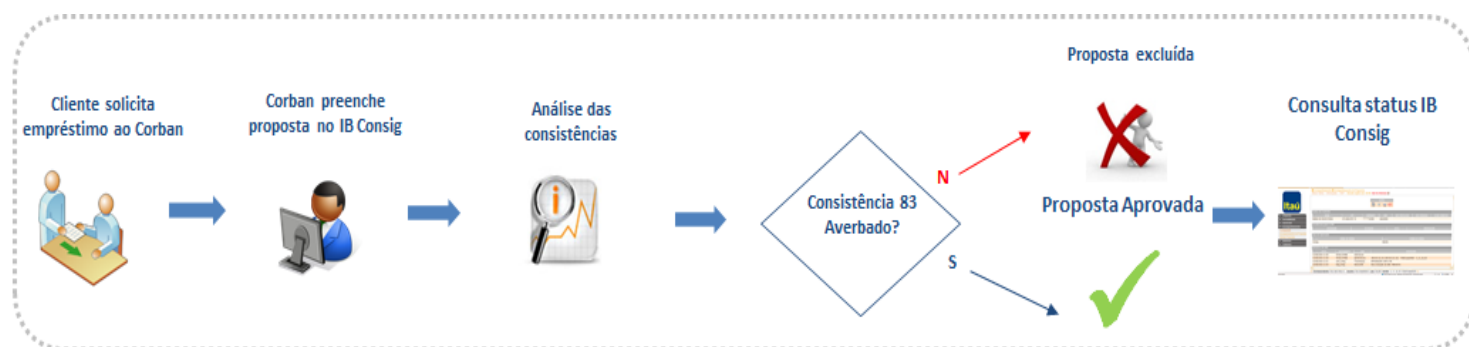 Cliente solicita
empréstimo ao Corban
Corban preenche
proposta no IB Consig
Análise das
consistências
Consistência 83
Averbado?
N
S
Proposta excluída
Proposta Aprovada
Consulta status IB
Consig
Itaú